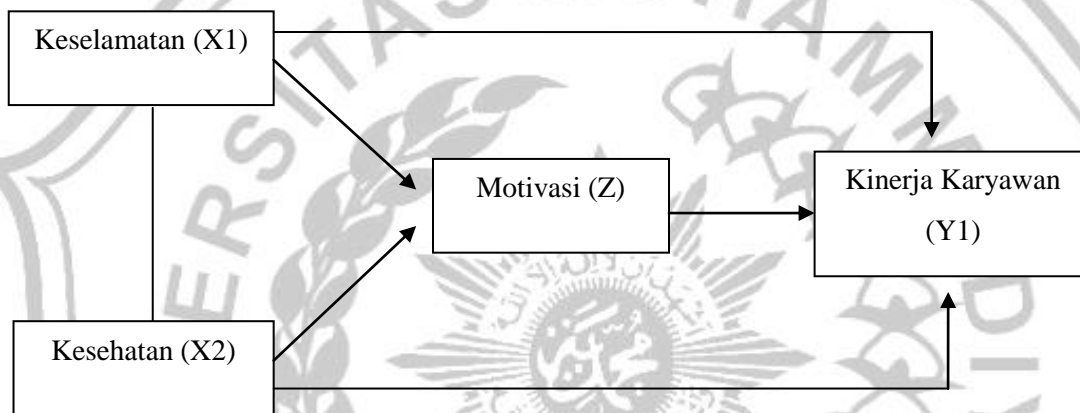 Keselamatan (X1)
Motivasi (Z)
Kinerja Karyawan
(Y1)
Kesehatan (X2)